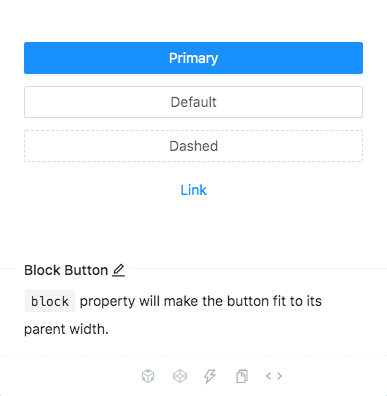 Primary
Default
Dashed
Link
Block Button
block property will make the button fit to its
parent width.